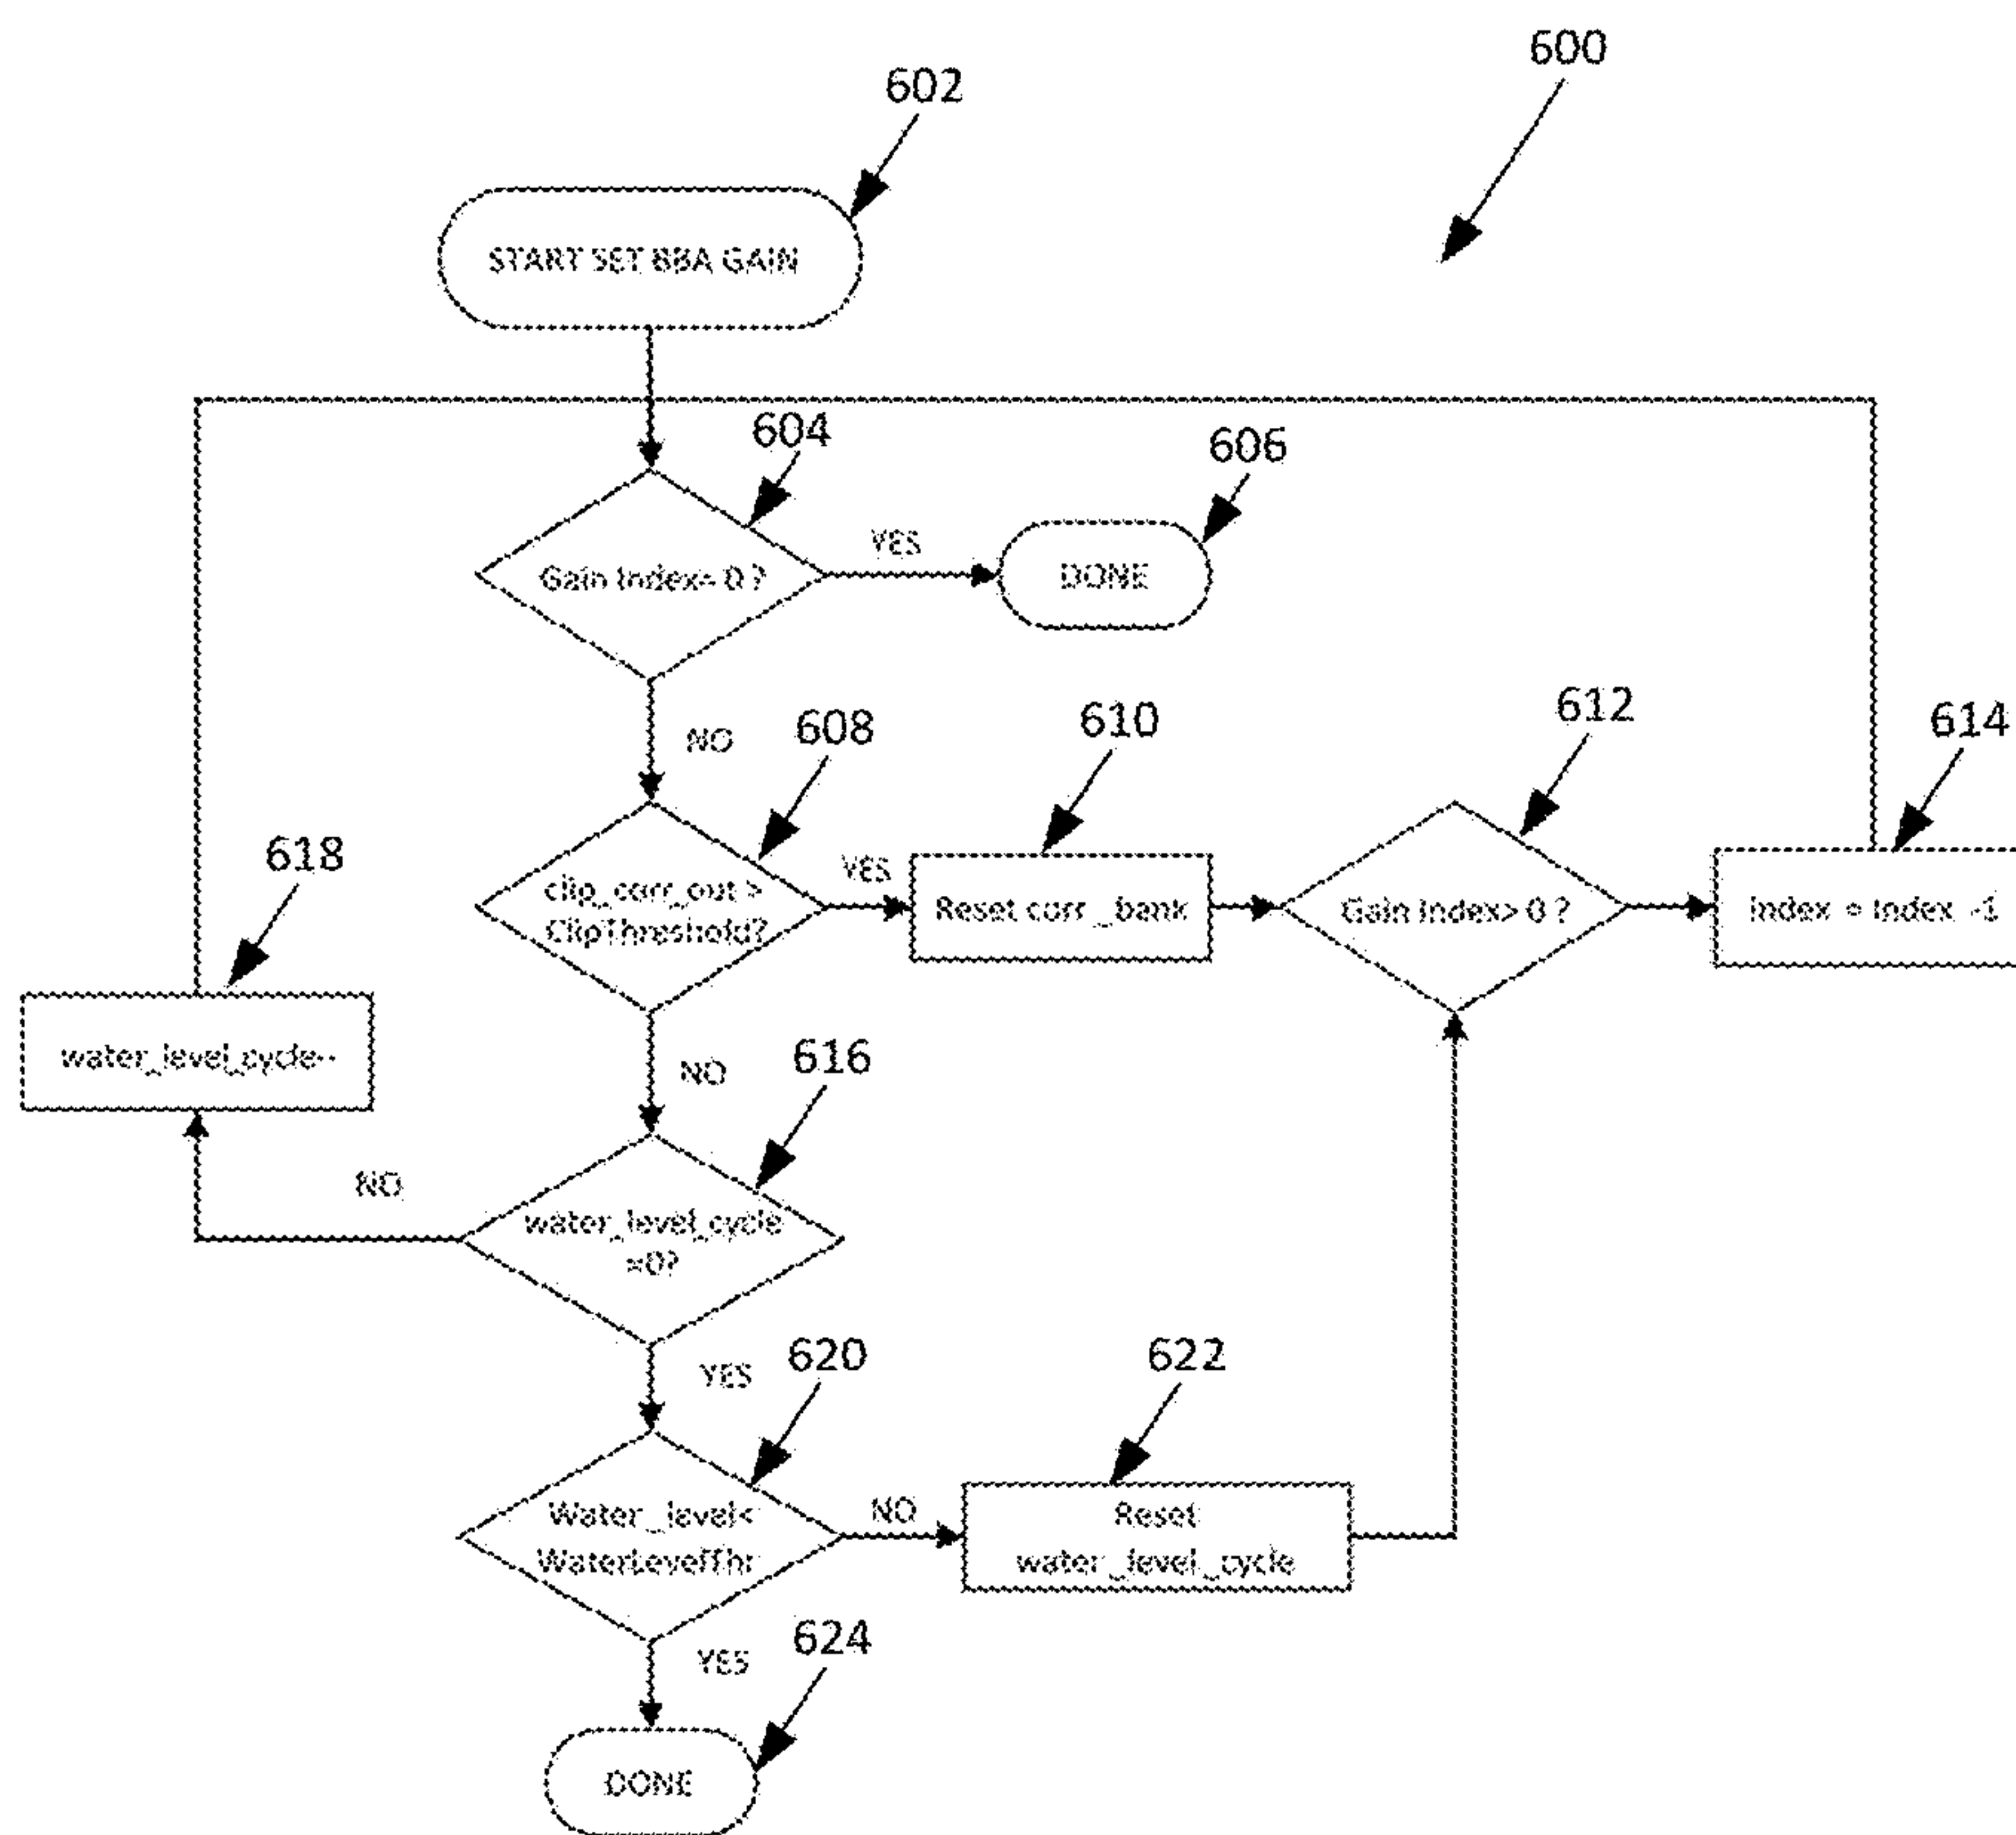 600
602
START SET BBA GAIN
604
606
Gain Index= 0 ?
YES
DONE
NO
608
610
612
614
clip_corr_out >
ClipThreshold?
YES
Reset corr_bank
Gain Index> 0 ?
Index = Index -1
618
water_level_cycle--
NO
616
NO
water_level_cycle
=0?
YES
620
622
Water_level<
WaterLevelThr
NO
Reset
water_level_cycle
YES
624
DONE